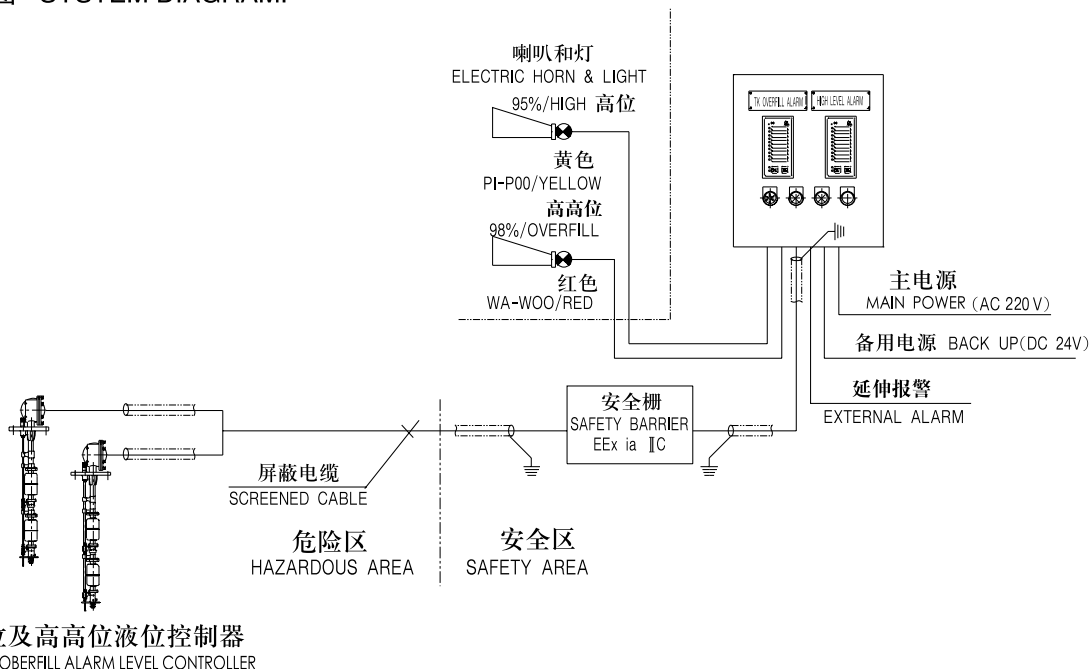 SYSTEM DIAGRAM:
喇叭和灯
ELECTRIC HORN & LIGHT
95%/HIGH 高位
黄色
PI-P00/YELLOW
高高位
98%/OVERFILL
红色
WA-WOO/RED
TK OVERFILL ALARM
HIGH LEVEL ALARM
主电源
MAIN POWER (AC 220V)
备用电源 BACK UP(DC 24V)
延伸报警
EXTERNAL ALARM
安全栅
SAFETY BARRIER
EEx ia ⅡC
屏蔽电缆
SCREENED CABLE
危险区
HAZARDOUS AREA
安全区
SAFETY AREA
位及高高位液位控制器
OBERFILL ALARM LEVEL CONTROLLER